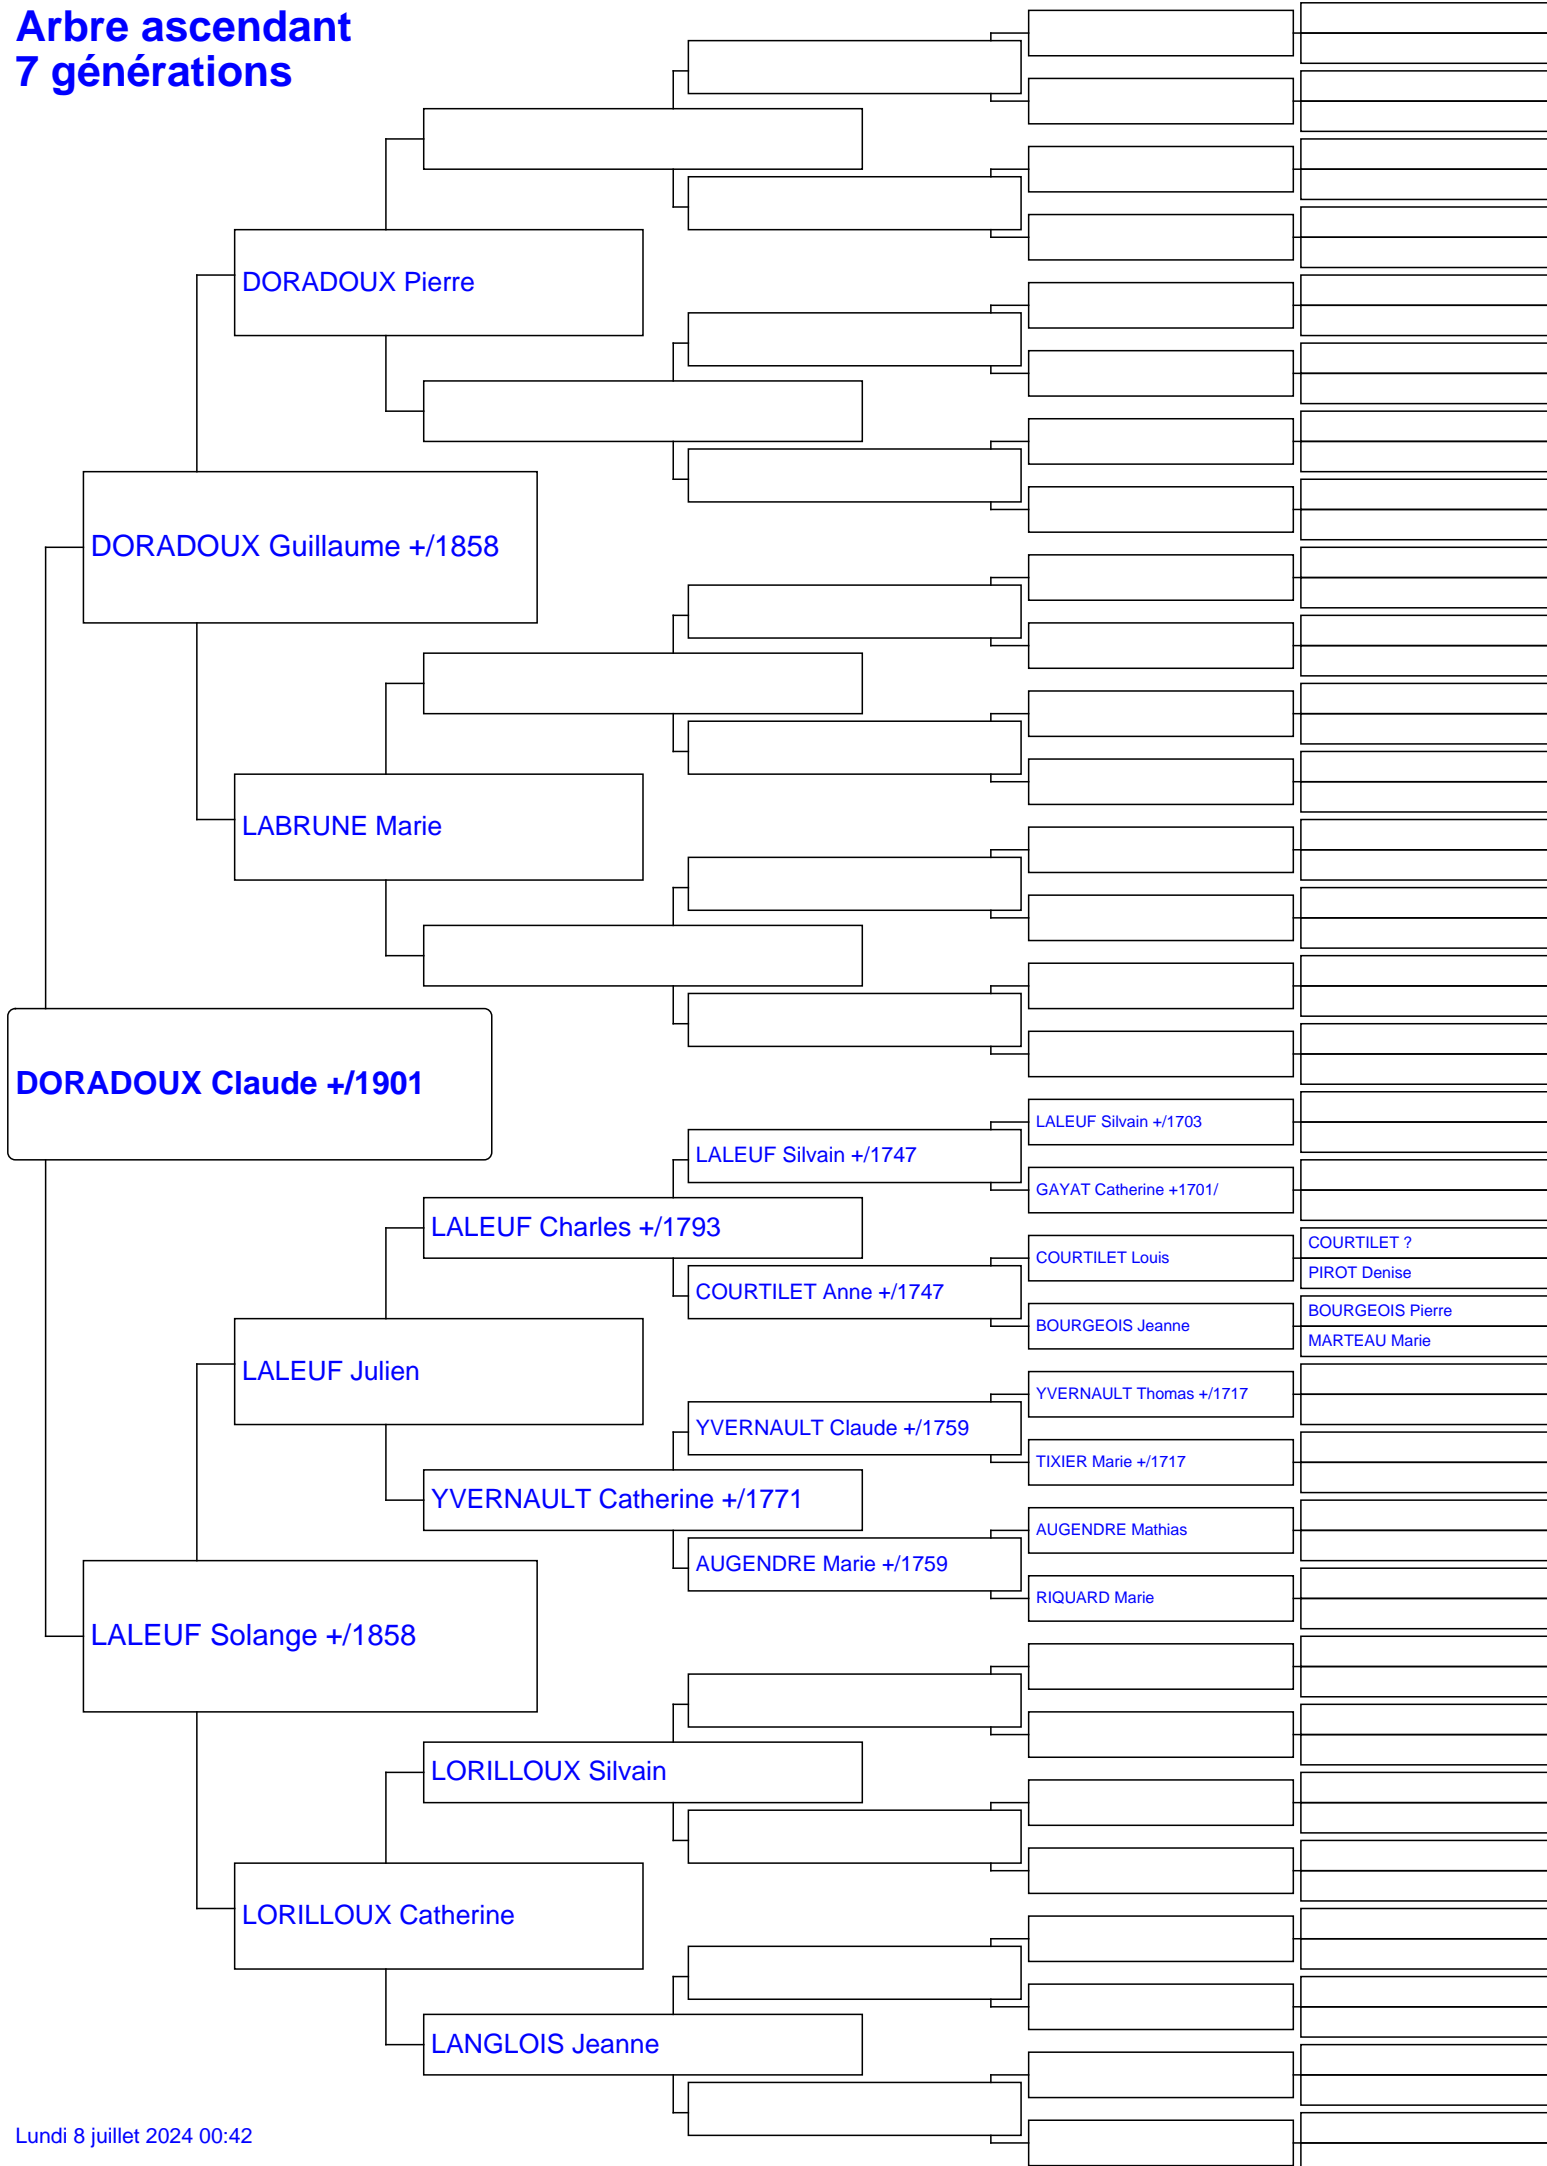 Arbre ascendant
7 générations
DORADOUX Pierre
DORADOUX Guillaume +/1858
LABRUNE Marie
DORADOUX Claude +/1901
LALEUF Silvain +/1703
LALEUF Silvain +/1747
GAYAT Catherine +1701/
LALEUF Charles +/1793
COURTILET ?
COURTILET Louis
PIROT Denise
COURTILET Anne +/1747
BOURGEOIS Pierre
BOURGEOIS Jeanne
MARTEAU Marie
LALEUF Julien
YVERNAULT Thomas +/1717
YVERNAULT Claude +/1759
TIXIER Marie +/1717
YVERNAULT Catherine +/1771
AUGENDRE Mathias
AUGENDRE Marie +/1759
RIQUARD Marie
LALEUF Solange +/1858
LORILLOUX Silvain
LORILLOUX Catherine
LANGLOIS Jeanne
Lundi 8 juillet 2024 00:42